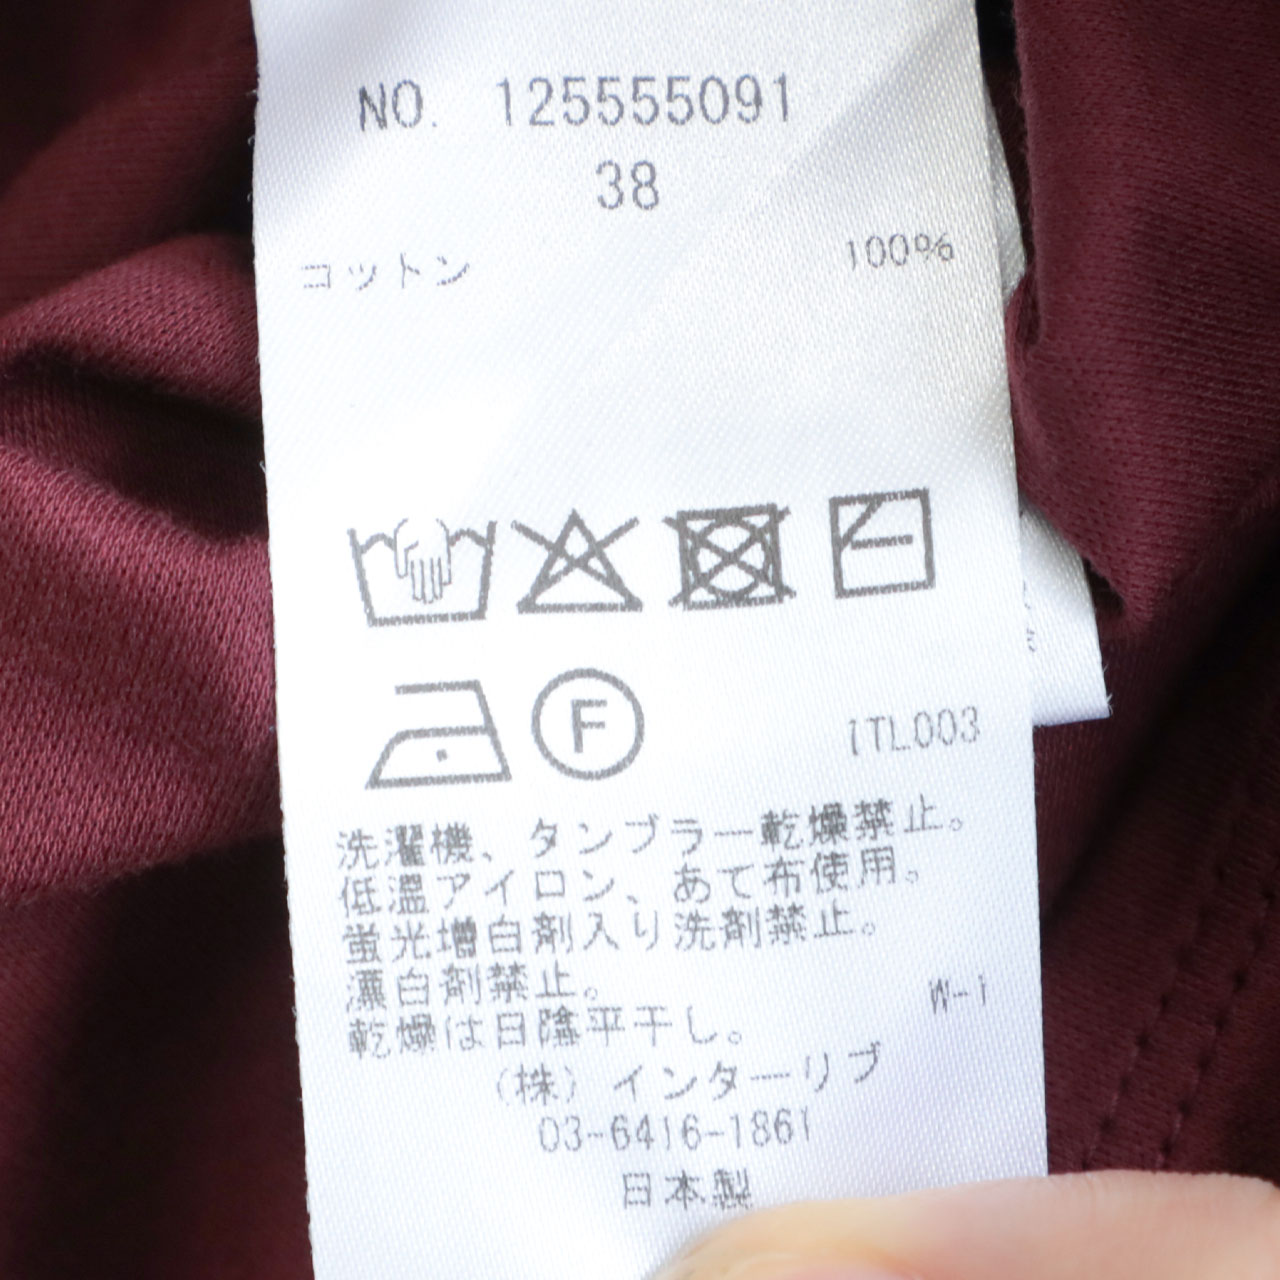 NO. 125555091
38
コットン 100%
F
ITL003
洗濯機、タンブラー乾燥禁止。
低温アイロン、あて布使用。
蛍光増白剤入り洗剤禁止。
漂白剤禁止。
W-1
乾燥は日陰平干し。
(株) インターリブ
03-6416-1861
日本製